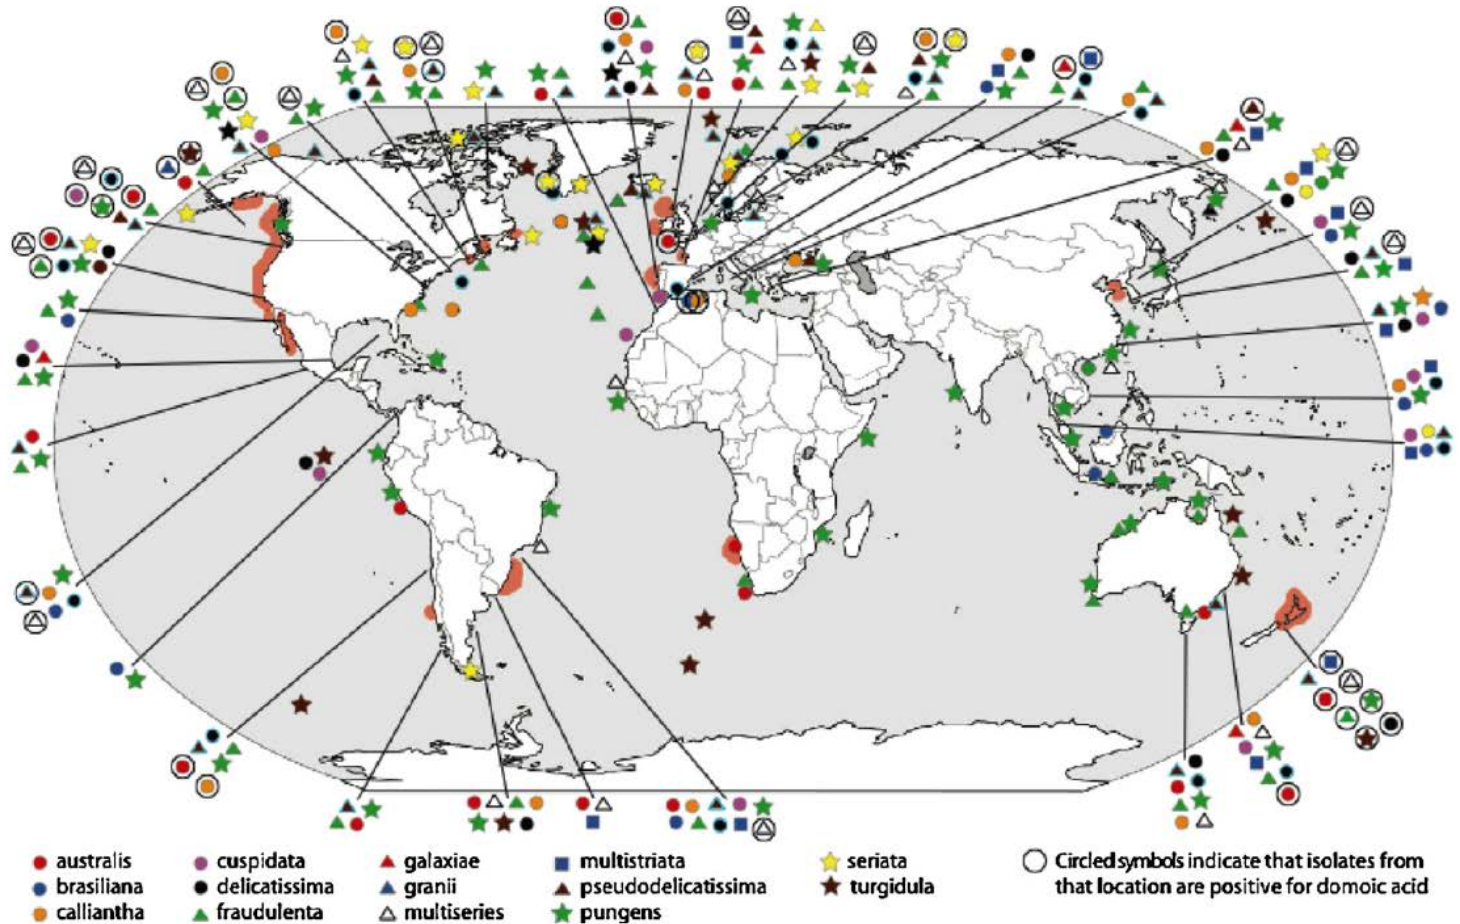 australis
brasiliana
calliantha
cuspidata
delicatissima
fraudulenta
galaxiae
granii
multiseries
multistriata
pseudodelicatissima
pungens
seriata
turgidula
Circled symbols indicate that isolates from
that location are positive for domoic acid